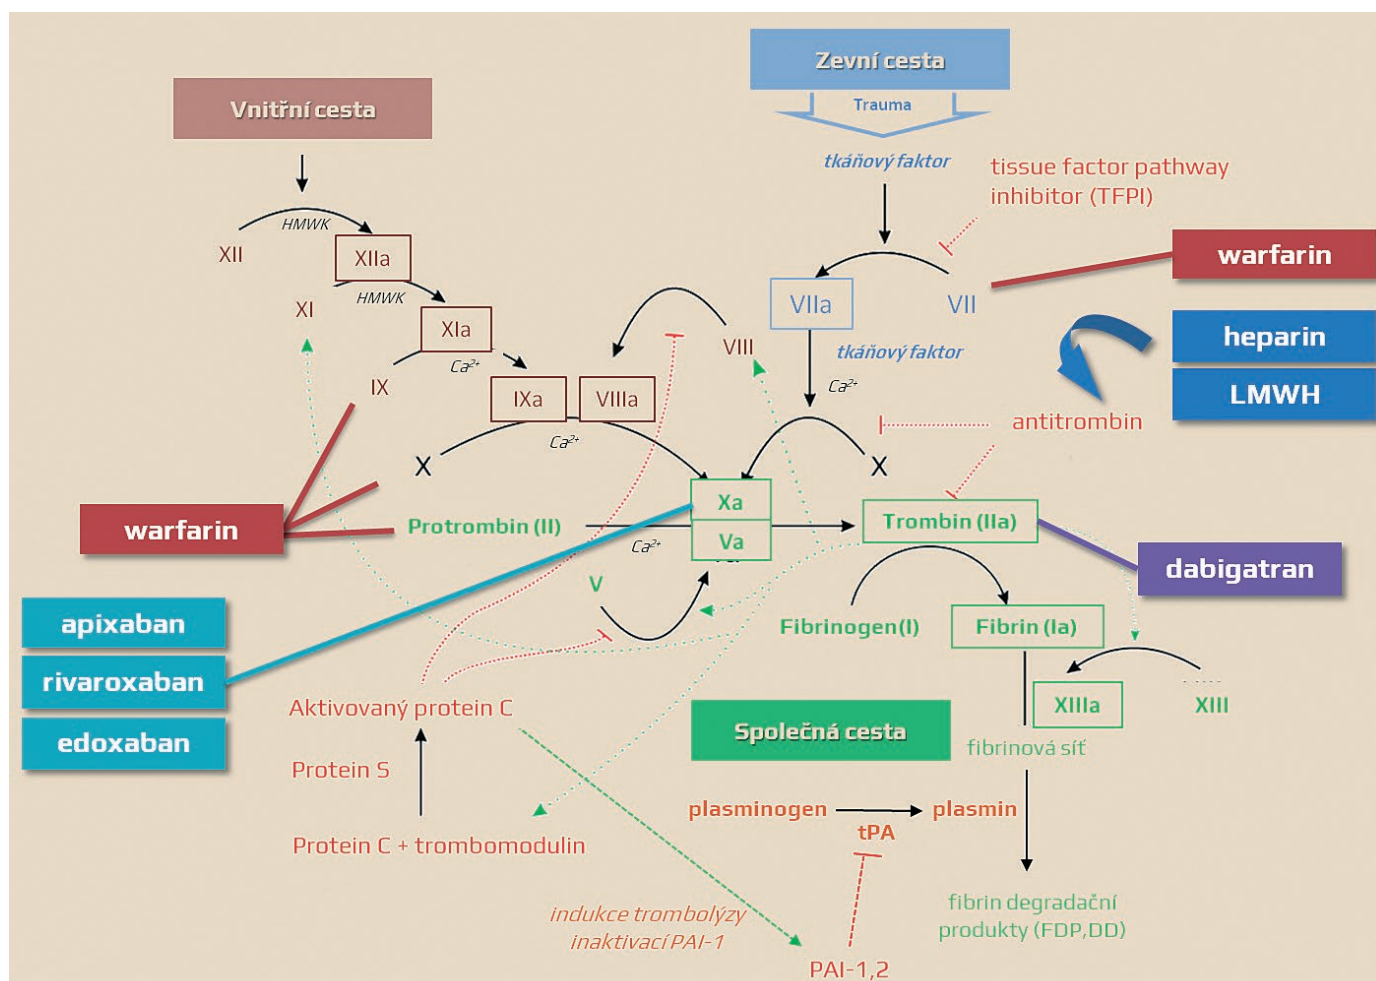 Zevní cesta
Trauma
Vnitřní cesta
tkáňový faktor
tissue factor pathway
inhibitor (TFPI)
HMWK
XII
XIIa
warfarin
HMWK
XI
VIIa
VII
XIa
VIII
tkáňový faktor
heparin
Ca²⁺
IX
Ca²⁺
LMWH
IXa
VIIIa
antitrombin
Ca²⁺
X
X
Xa
warfarin
Protrombin (II)
Trombin (IIa)
Ca²⁺
Va
dabigatran
V
apixaban
Fibrinogen(I)
Fibrin (Ia)
rivaroxaban
Aktivovaný protein C
XIIIa
XIII
edoxaban
Společná cesta
fibrinová síť
Protein S
plasminogen
plasmin
tPA
Protein C + trombomodulin
indukce trombolýzy
inaktivací PAI-1
fibrin degradační
produkty (FDP,DD)
PAI-1,2